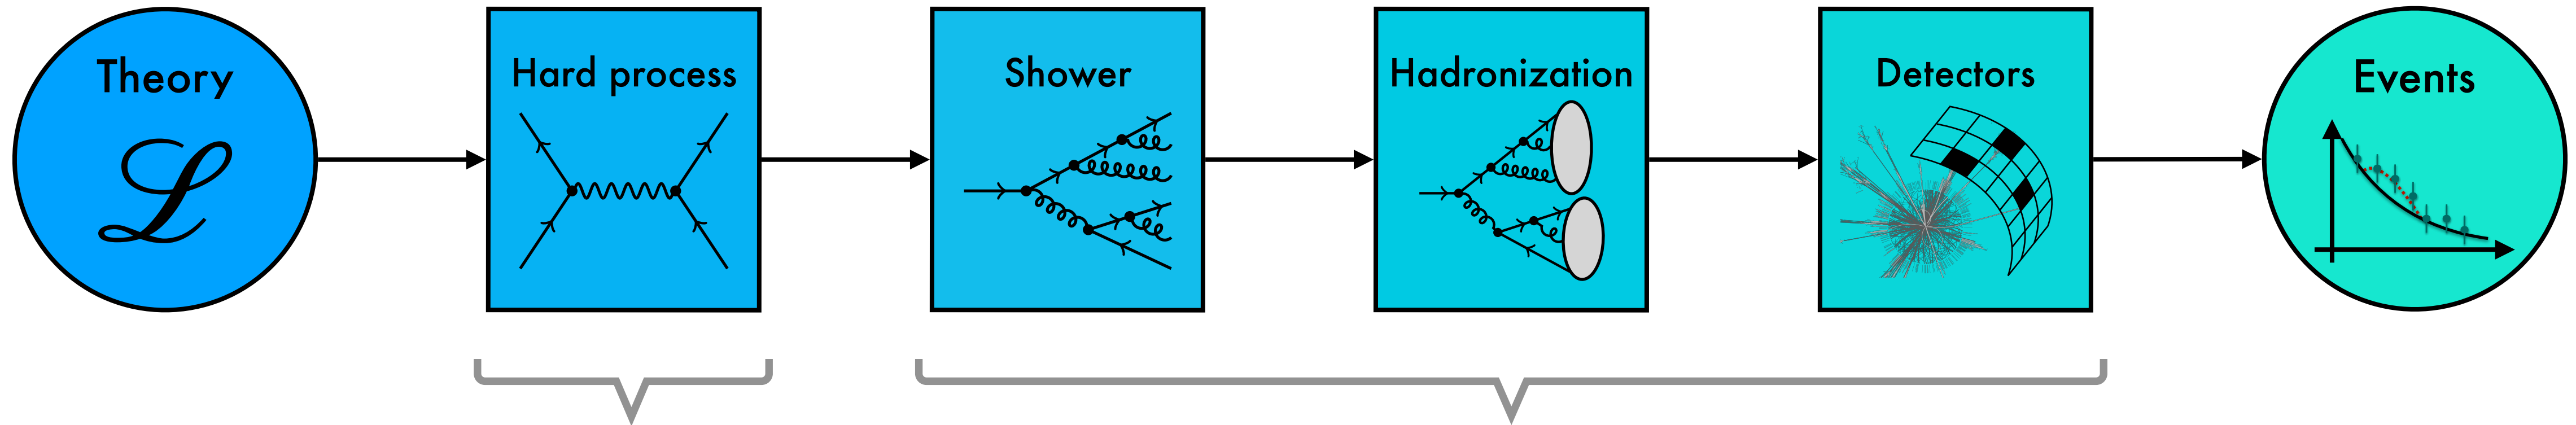 Theory
ℒ
Hard process
Shower
Hadronization
Detectors
Events